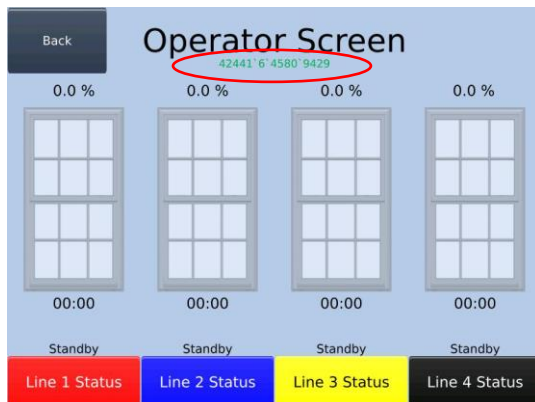 Back
Operator Screen
42441`6`4580`9429
0.0 % 0.0 % 0.0 % 0.0 %
00:00 00:00 00:00 00:00
Standby Standby Standby Standby
Line 1 Status Line 2 Status Line 3 Status Line 4 Status